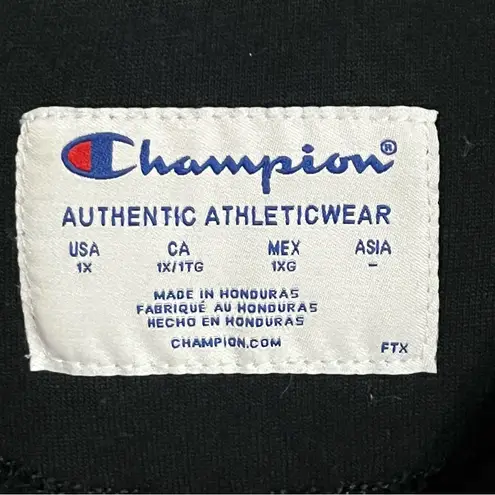 Champion®
AUTHENTIC ATHLETICWEAR
USA CA MEX ASIA
1X 1X/1TG 1XG -
MADE IN HONDURAS
FABRIQUÉ AU HONDURAS
HECHO EN HONDURAS
CHAMPION.COM
FTX